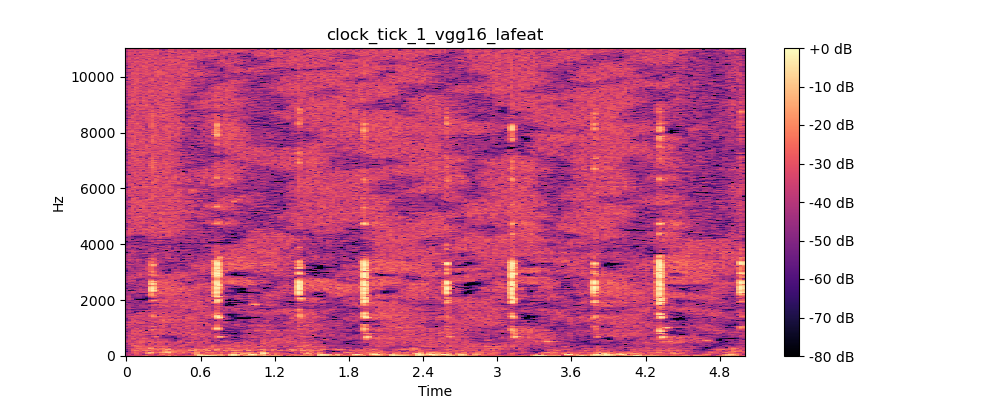 clock_tick_1_vgg16_lafeat
10000
8000
6000
4000
2000
0
Hz
0 0.6 1.2 1.8 2.4 3 3.6 4.2 4.8
Time
+0 dB
-10 dB
-20 dB
-30 dB
-40 dB
-50 dB
-60 dB
-70 dB
-80 dB